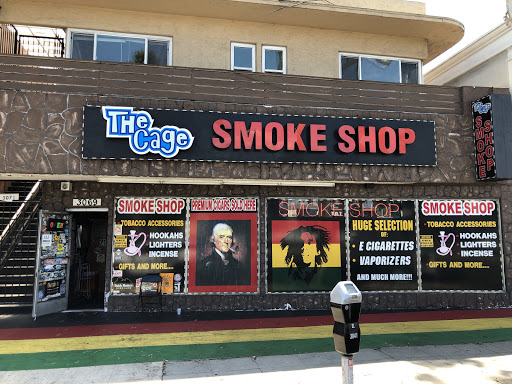 The Cage
SMOKE SHOP
SMOKE
SHOP
3069
SMOKE SHOP
TOBACCO ACCESSORIES
HOOKAHS
LIGHTERS
INCENSE
GIFTS AND MORE....
PREMIUM CIGARS SOLD HERE
SMOKE SHOP
HUGE SELECTION
OF:
E CIGARETTES
VAPORIZERS
AND MUCH MORE!!!
SMOKE SHOP
TOBACCO ACCESSORIES
HOOKAHS
LIGHTERS
INCENSE
GIFTS AND MORE....